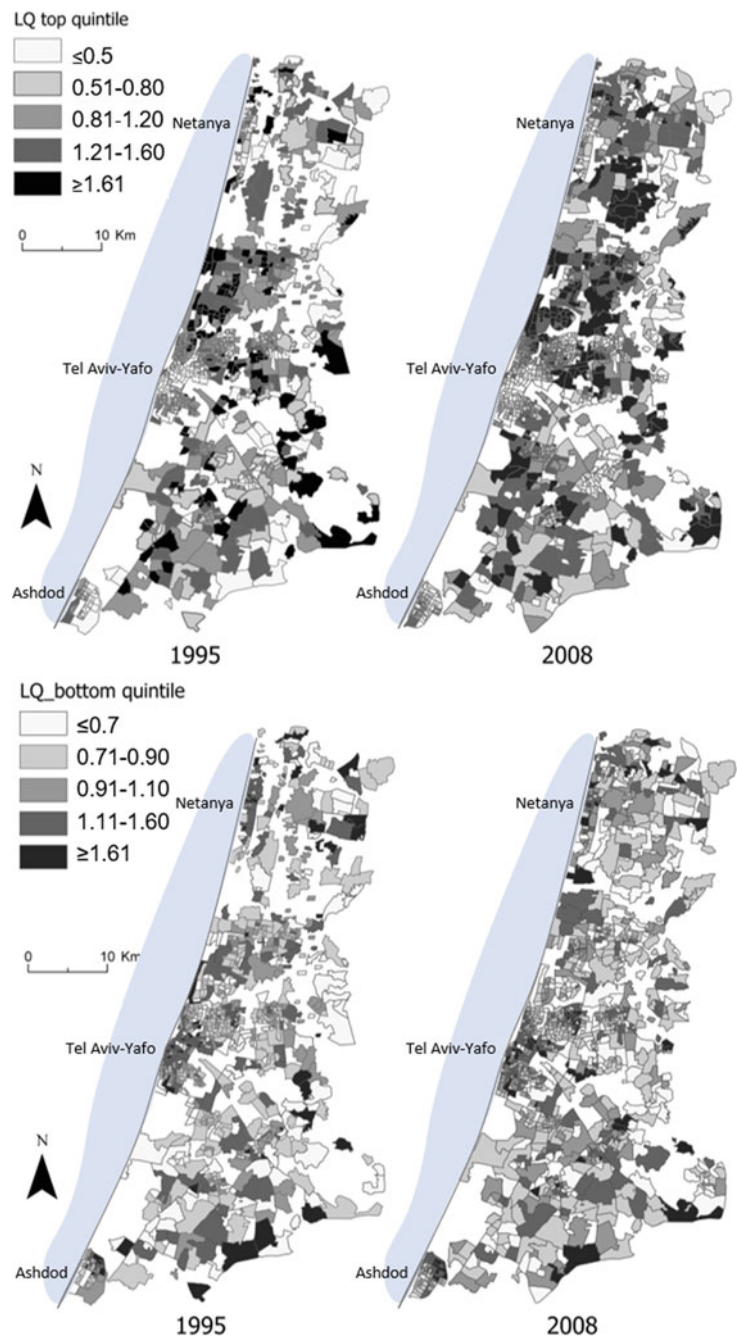 LQ top quintile
≤0.5
0.51-0.80
0.81-1.20
1.21-1.60
≥1.61
0 10 Km
Netanya
Tel Aviv-Yafo
N
Ashdod
1995
Netanya
Tel Aviv-Yafo
Ashdod
2008
LQ_bottom quintile
≤0.7
0.71-0.90
0.91-1.10
1.11-1.60
≥1.61
0 10 Km
Netanya
Tel Aviv-Yafo
N
Ashdod
1995
Netanya
Tel Aviv-Yafo
Ashdod
2008